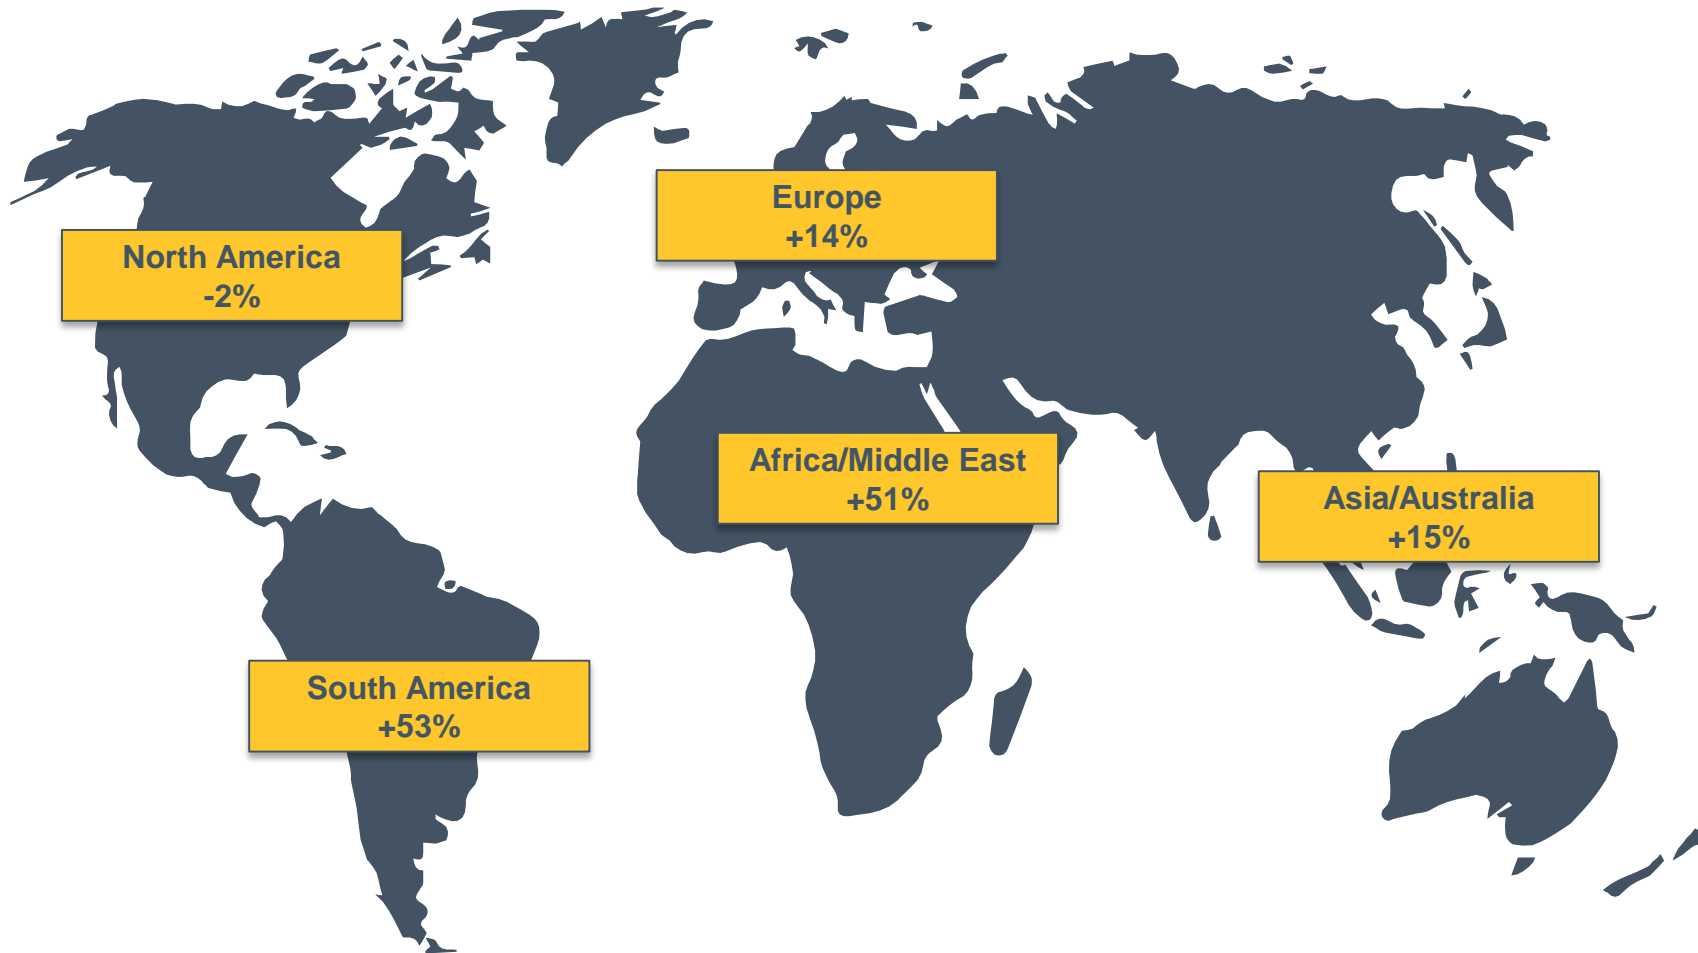 Europe
+14%
North America
-2%
Africa/Middle East
+51%
Asia/Australia
+15%
South America
+53%